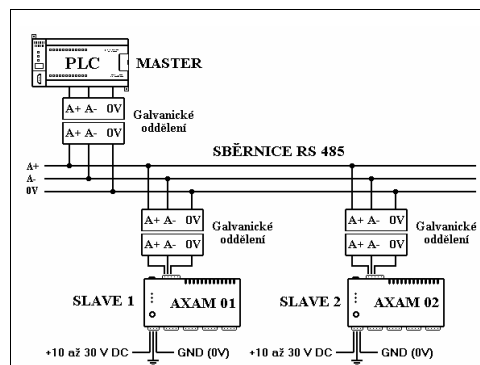 PLC MASTER
A+ A- 0V
Galvanické
oddělení
A+ A- 0V
SBĚRNICE RS 485
A+
A-
0V
A+ A- 0V
Galvanické
oddělení
A+ A- 0V
A+ A- 0V
Galvanické
oddělení
A+ A- 0V
SLAVE 1 AXAM 01
SLAVE 2 AXAM 02
+10 až 30 V DC GND (0V)
+10 až 30 V DC GND (0V)